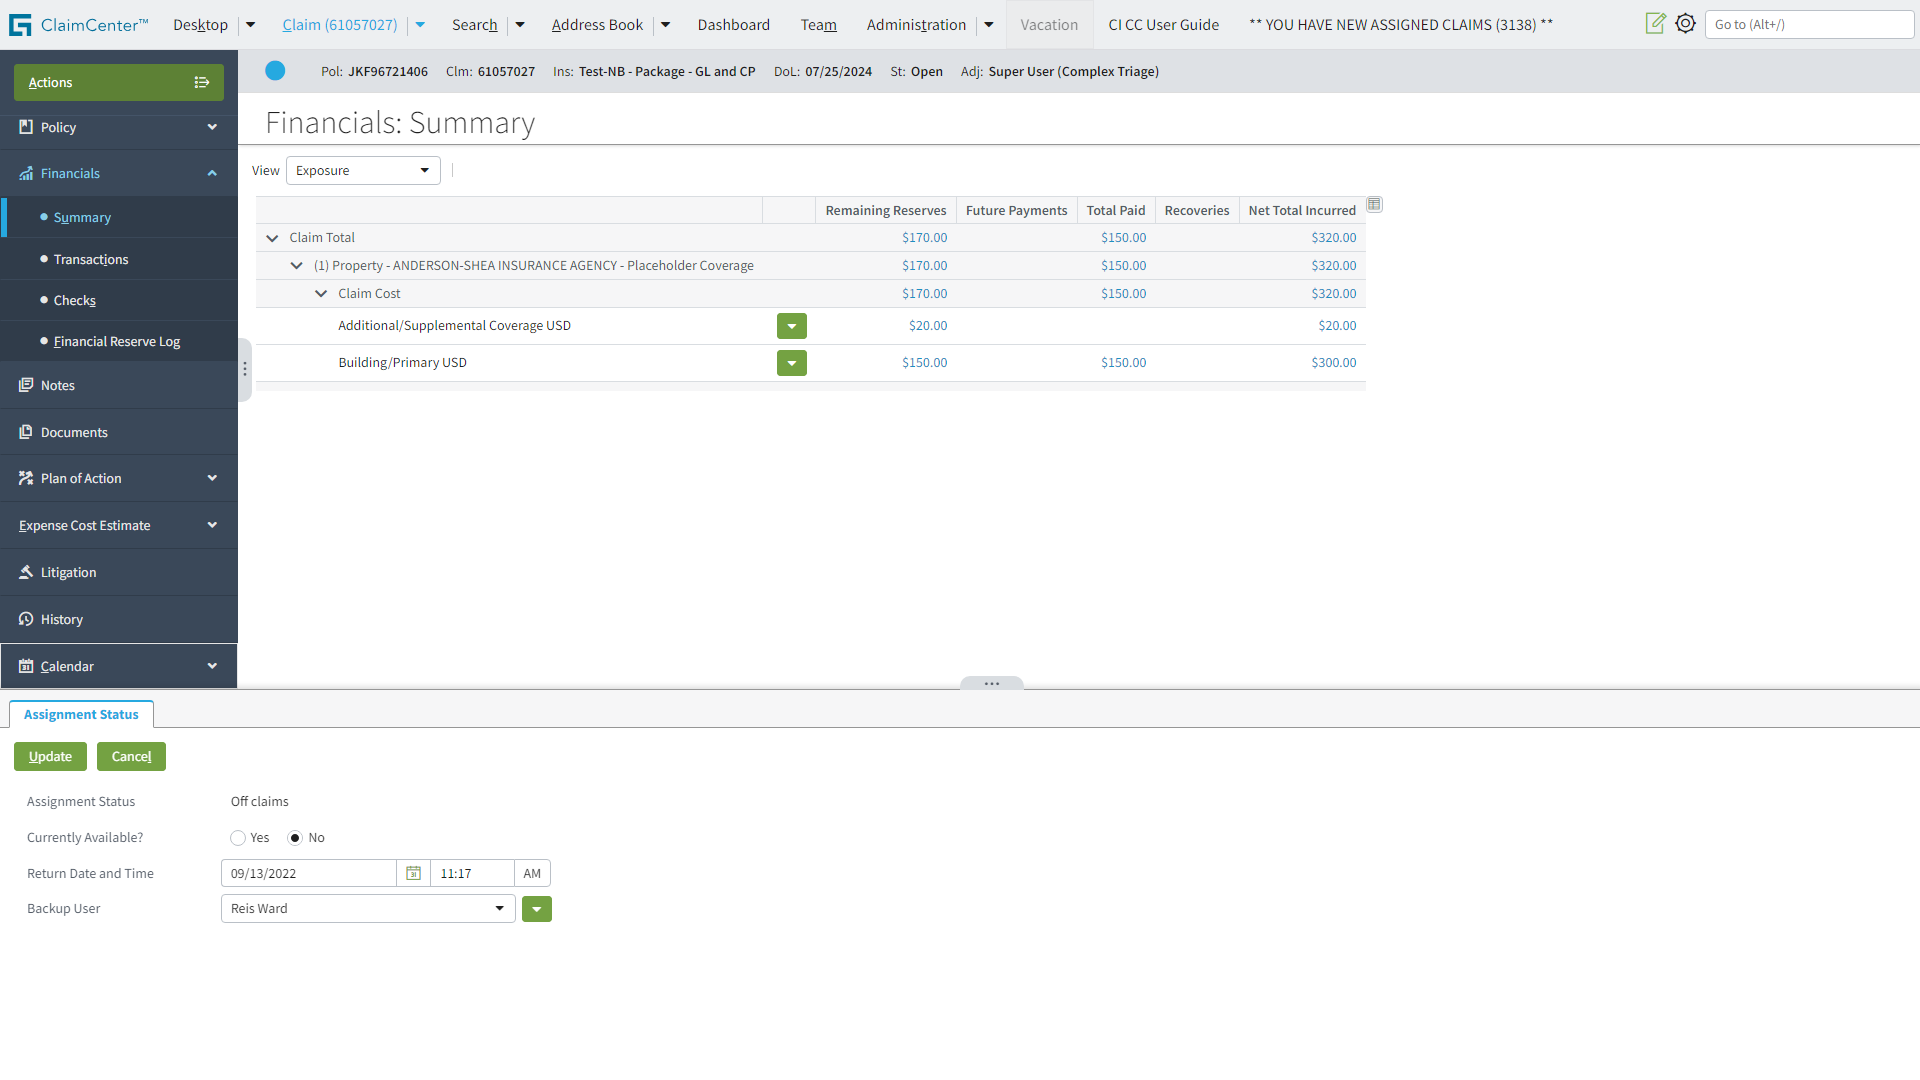 ClaimCenter™ Desktop Claim (61057027) Search Address Book Dashboard Team Administration Vacation CI CC User Guide ** YOU HAVE NEW ASSIGNED CLAIMS (3138) ** Go to (Alt+/)
Actions
Pol: JKF96721406 Clm: 61057027 Ins: Test-NB - Package - GL and CP DoL: 07/25/2024 St: Open Adj: Super User (Complex Triage)
Policy
Financials
Summary
Transactions
Checks
Financial Reserve Log
Notes
Documents
Plan of Action
Expense Cost Estimate
Litigation
History
Calendar
Financials: Summary
View Exposure
Remaining Reserves Future Payments Total Paid Recoveries Net Total Incurred
Claim Total $170.00 $150.00 $320.00
(1) Property - ANDERSON-SHEA INSURANCE AGENCY - Placeholder Coverage $170.00 $150.00 $320.00
Claim Cost $170.00 $150.00 $320.00
Additional/Supplemental Coverage USD $20.00 $20.00
Building/Primary USD $150.00 $150.00 $300.00
Assignment Status
Update Cancel
Assignment Status Off claims
Currently Available? Yes No
Return Date and Time 09/13/2022 31 11:17 AM
Backup User Reis Ward